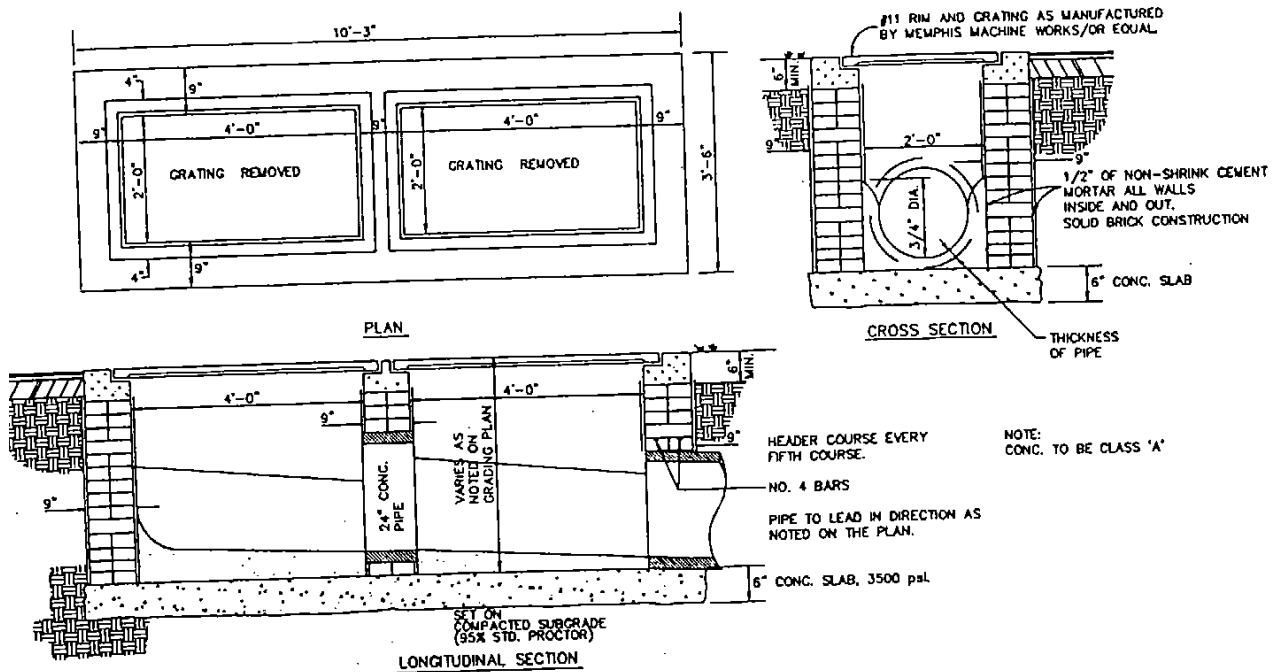 10'-3"
4"
9"
9"
4'-0"
9"
4'-0"
9"
2'-0"
GRATING REMOVED
2'-0"
GRATING REMOVED
3'-6"
4"
9"
PLAN
#11 RIM AND GRATING AS MANUFACTURED
BY MEMPHIS MACHINE WORKS/OR EQUAL
6"
MIN.
2'-0"
9"
9"
1/2" OF NON-SHRINK CEMENT
MORTAR ALL WALLS
INSIDE AND OUT.
SOLID BRICK CONSTRUCTION
3/4" DIA.
6" CONC. SLAB
CROSS SECTION
THICKNESS
OF PIPE
6"
MIN.
4'-0"
4'-0"
9"
9"
VARIES AS
NOTED ON
GRADING PLAN
HEADER COURSE EVERY
FIFTH COURSE.
NOTE:
CONC. TO BE CLASS 'A'
NO. 4 BARS
9"
24" CONC.
PIPE
PIPE TO LEAD IN DIRECTION AS
NOTED ON THE PLAN.
6" CONC. SLAB, 3500 psi.
SET ON
COMPACTED SUBGRADE
(95% STD. PROCTOR)
LONGITUDINAL SECTION